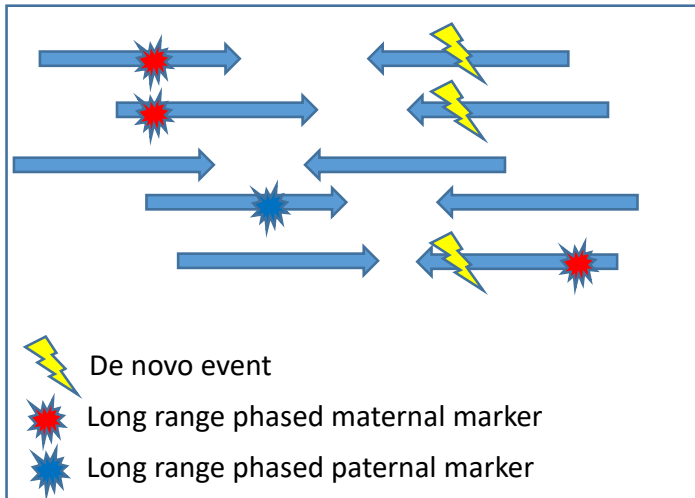 De novo event
Long range phased maternal marker
Long range phased paternal marker